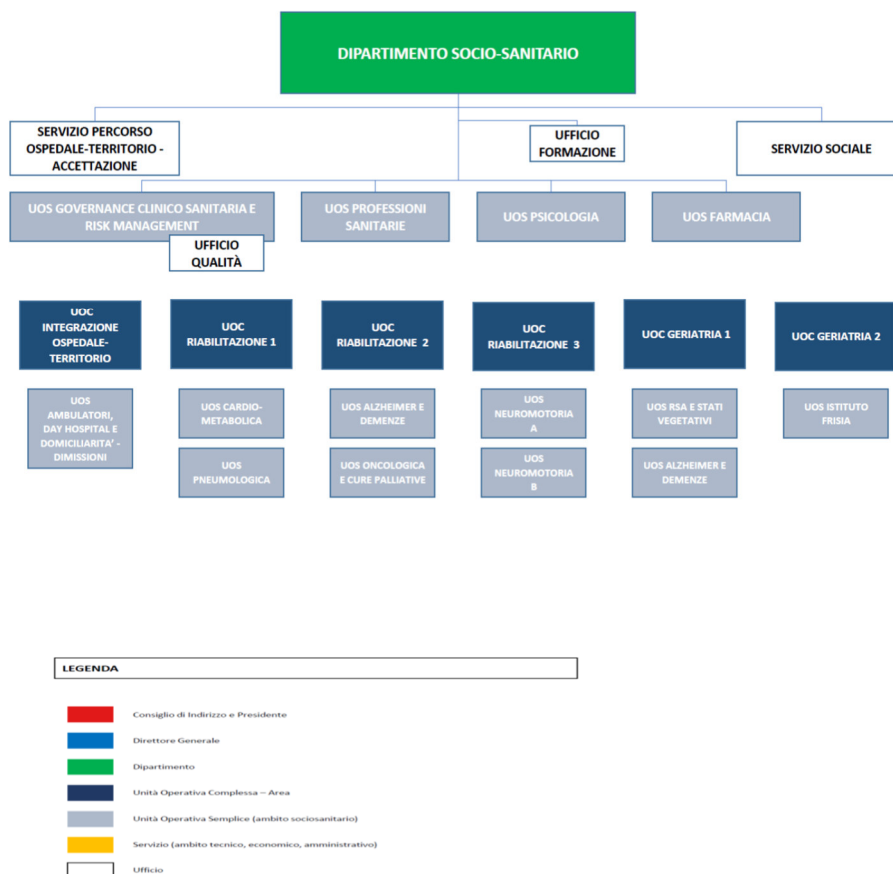 DIPARTIMENTO SOCIO-SANITARIO
SERVIZIO PERCORSO
OSPEDALE-TERRITORIO -
ACCETTAZIONE
UFFICIO
FORMAZIONE
SERVIZIO SOCIALE
UOS GOVERNANCE CLINICO SANITARIA E
RISK MANAGEMENT
UOS PROFESSIONI
SANITARIE
UOS PSICOLOGIA
UOS FARMACIA
UFFICIO
QUALITÀ
UOC
INTEGRAZIONE
OSPEDALE-
TERRITORIO
UOC
RIABILITAZIONE 1
UOC
RIABILITAZIONE 2
UOC
RIABILITAZIONE 3
UOC GERIATRIA 1
UOC GERIATRIA 2
UOS
AMBULATORI,
DAY HOSPITAL E
DOMICILIARITA' -
DIMISSIONI
UOS CARDIO-
METABOLICA
UOS ALZHEIMER E
DEMENZE
UOS
NEUROMOTORIA
A
UOS RSA E STATI
VEGETATIVI
UOS ISTITUTO
FRISIA
UOS
PNEUMOLOGICA
UOS ONCOLOGICA
E CURE PALLIATIVE
UOS
NEUROMOTORIA
B
UOS ALZHEIMER E
DEMENZE
LEGENDA
Consiglio di Indirizzo e Presidente
Direttore Generale
Dipartimento
Unità Operativa Complessa – Area
Unità Operativa Semplice (ambito sociosanitario)
Servizio (ambito tecnico, economico, amministrativo)
Ufficio